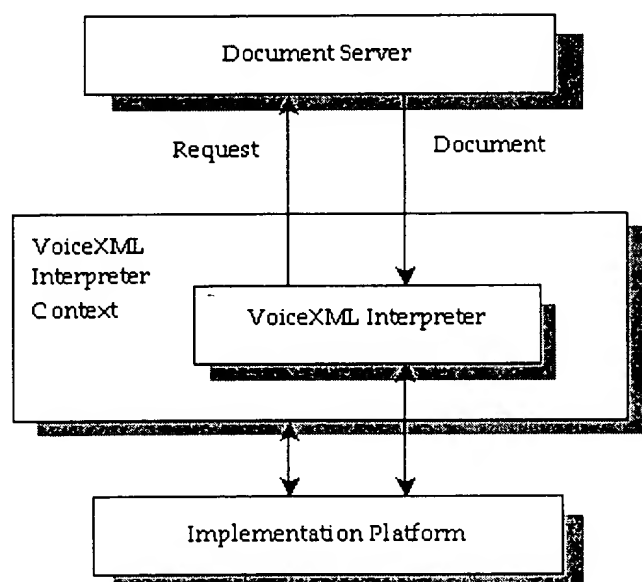 Document Server
Request
Document
VoiceXML
Interpreter
Context
VoiceXML Interpreter
Implementation Platform